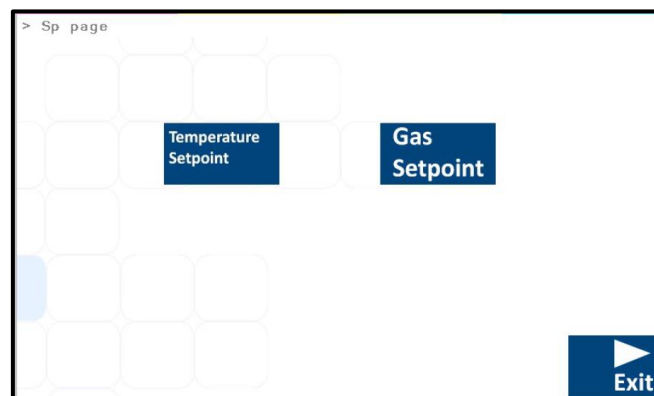 > Sp page
Temperature
Setpoint
Gas
Setpoint
Exit